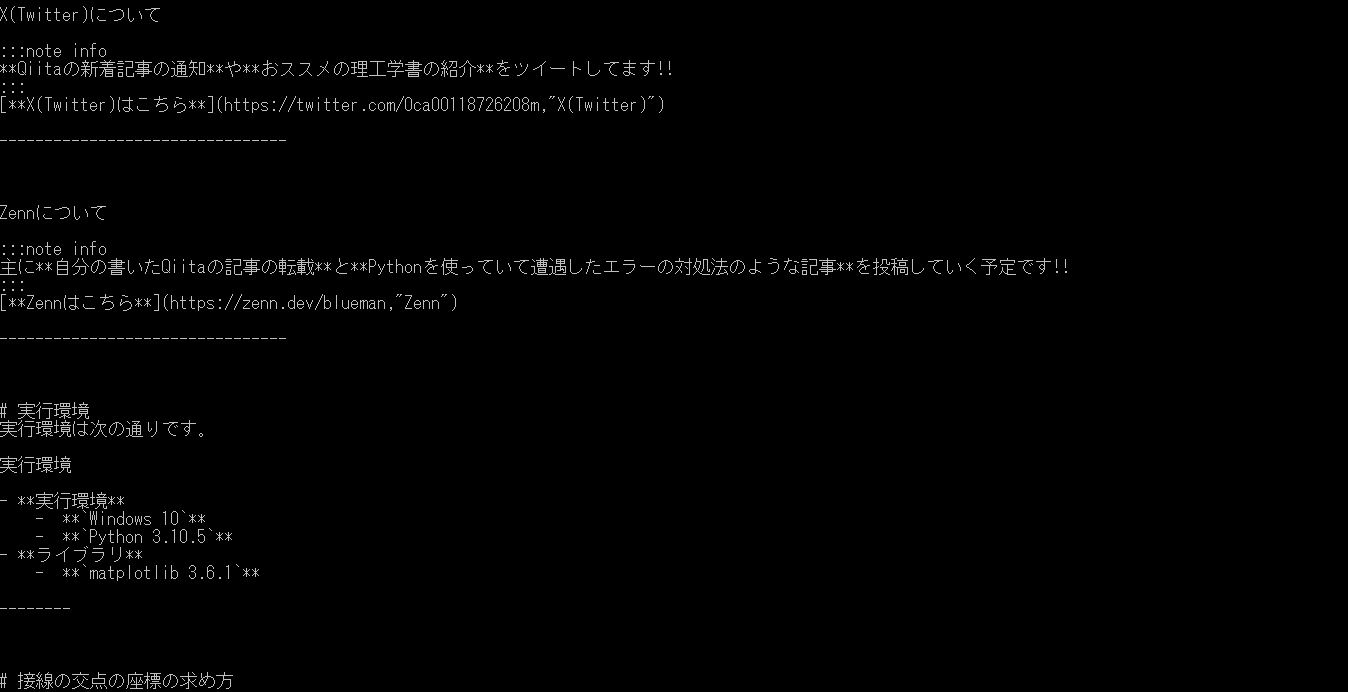 X(Twitter)について
:::note info
**Qiitaの新着記事の通知**や**おススメの理工学書の紹介**をツイートしてます!!
:::
[**X(Twitter)はこちら**](https://twitter.com/Oca00118726208m,"X(Twitter)")
--------------------------------
Zennについて
:::note info
主に**自分の書いたQiitaの記事の転載**と**Pythonを使っていて遭遇したエラーの対処法のような記事**を投稿していく予定です!!
:::
[**Zennはこちら**](https://zenn.dev/blueman,"Zenn")
--------------------------------
# 実行環境
実行環境は次の通りです。
実行環境
- **実行環境**
    -  **`Windows 10`**
    -  **`Python 3.10.5`**
- **ライブラリ**
    -  **`matplotlib 3.6.1`**
--------
# 接線の交点の座標の求め方